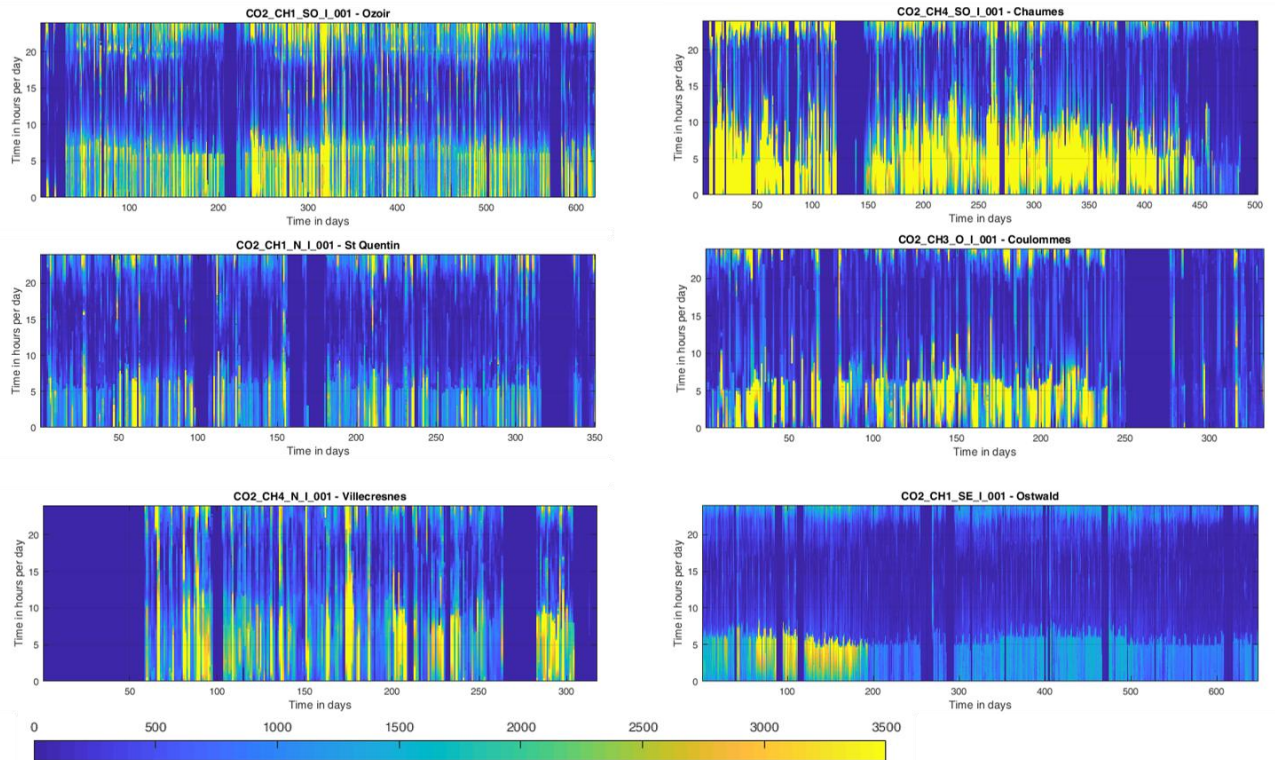 CO2_CH1_SO_I_001 - Ozoir
Time in hours per day
20
15
10
5
0
100 200 300 400 500 600
Time in days
CO2_CH4_SO_I_001 - Chaumes
Time in hours per day
20
15
10
5
0
50 100 150 200 250 300 350 400 450 500
Time in days
CO2_CH1_N_I_001 - St Quentin
Time in hours per day
20
15
10
5
0
50 100 150 200 250 300 350
Time in days
CO2_CH3_O_I_001 - Coulommes
Time in hours per day
20
15
10
5
0
50 100 150 200 250 300
Time in days
CO2_CH4_N_I_001 - Villecresnes
Time in hours per day
20
15
10
5
0
50 100 150 200 250 300
Time in days
CO2_CH1_SE_I_001 - Ostwald
Time in hours per day
20
15
10
5
0
100 200 300 400 500 600
Time in days
0 500 1000 1500 2000 2500 3000 3500